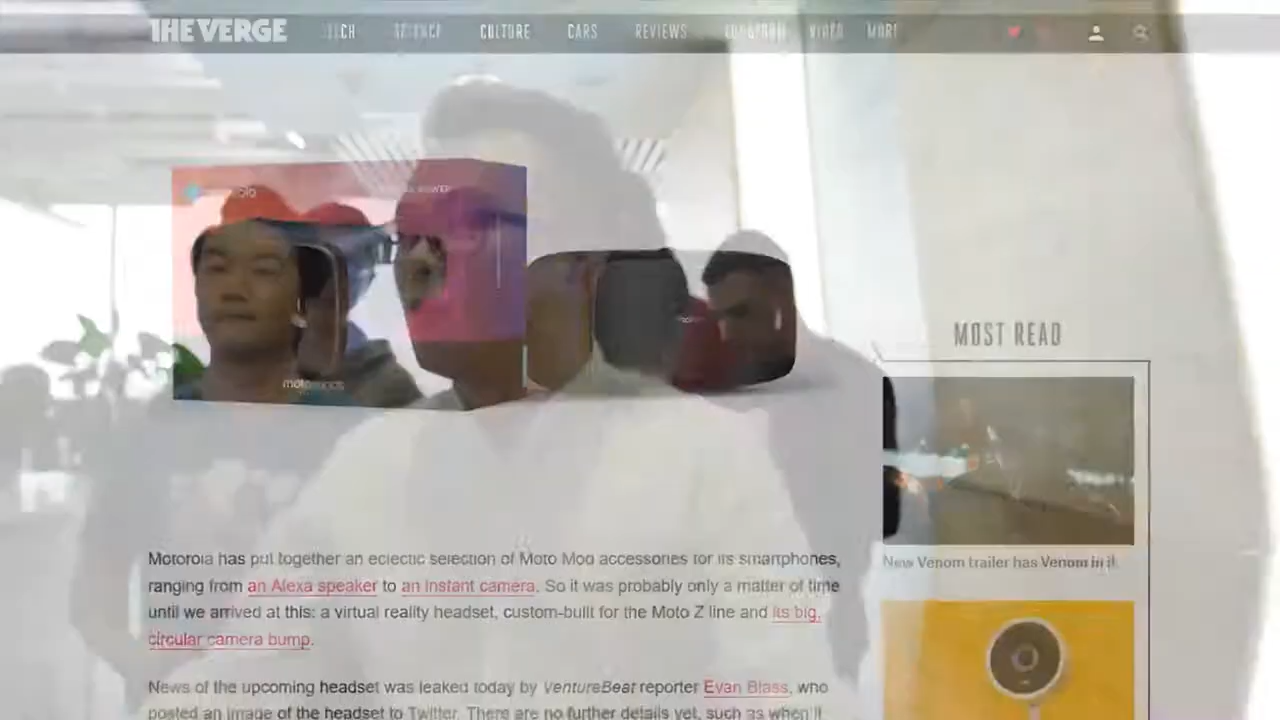 THE VERGE TECH SCIENCE CULTURE CARS REVIEWS VIDEO MORE
MOST READ
New Venom trailer has Venom in it
Motorola has put together an eclectic selection of Moto Mod accessories for its smartphones,
ranging from an Alexa speaker to an instant camera. So it was probably only a matter of time
until we arrived at this: a virtual reality headset, custom-built for the Moto Z line and its big,
circular camera bump.
News of the upcoming headset was leaked today by VentureBeat reporter Evan Blass, who
posted an image of the headset to Twitter. There are no further details yet, such as when it